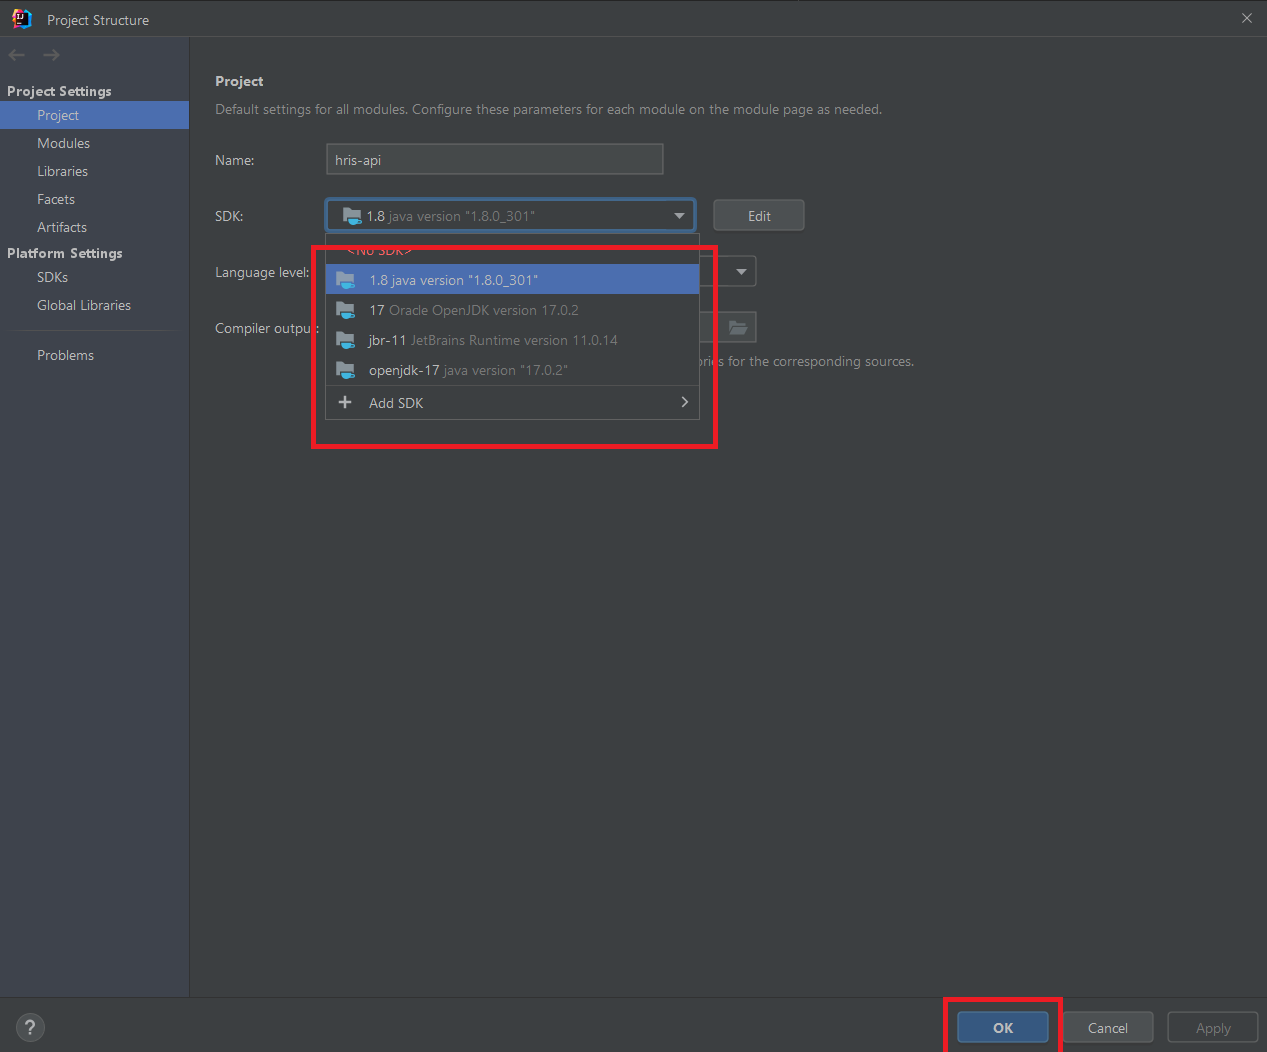 Project Structure
Project Settings
Project
Modules
Libraries
Facets
Artifacts
Platform Settings
SDKs
Global Libraries
Problems
Project
Default settings for all modules. Configure these parameters for each module on the module page as needed.
Name: hris-api
SDK: 1.8 java version "1.8.0_301" Edit
<No SDK>
Language level: 1.8 java version "1.8.0_301"
17 Oracle OpenJDK version 17.0.2
Compiler output:
jbr-11 JetBrains Runtime version 11.0.14
for the corresponding sources.
openjdk-17 java version "17.0.2"
Add SDK
? OK Cancel Apply